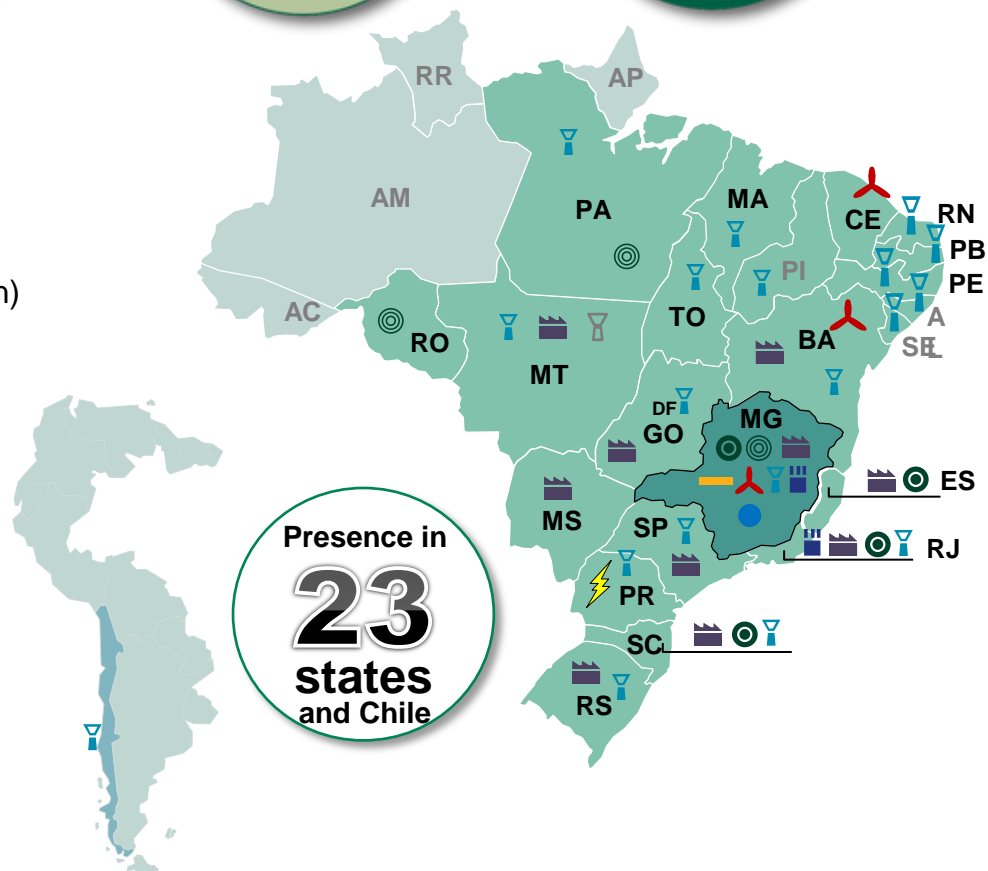 RR
AP
AM
PA
MA
CE
RN
PB
PI
PE
AC
TO
A
L
RO
BA
SE
MT
DF
GO
MG
ES
MS
SP
RJ
PR
SC
RS
n)
Presence in
23
states
and Chile